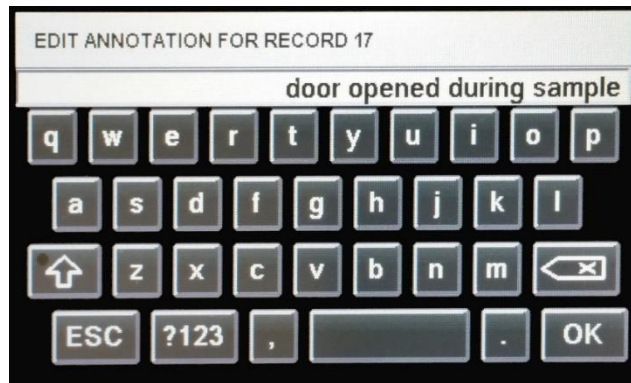 EDIT ANNOTATION FOR RECORD 17
door opened during sample
q w e r t y u i o p
a s d f g h j k l
z x c v b n m
ESC ?123 , . OK